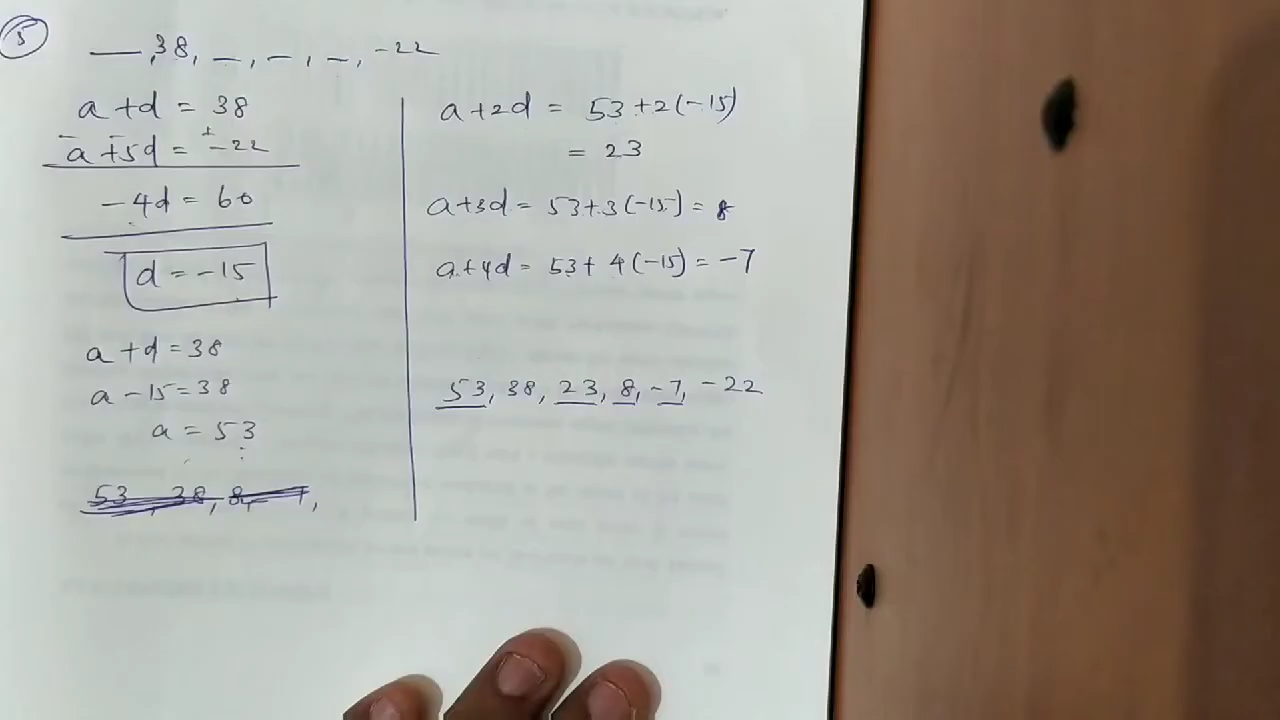 5
__, 38, _, _, _, -22
a + d = 38
a + 5d = -22
- - +
-4d = 60
d = -15
a + d = 38
a - 15 = 38
a = 53
53, 38, 8, -7,
a + 2d = 53 + 2(-15)
= 23
a + 3d = 53 + 3(-15) = 8
a + 4d = 53 + 4(-15) = -7
53, 38, 23, 8, -7, -22